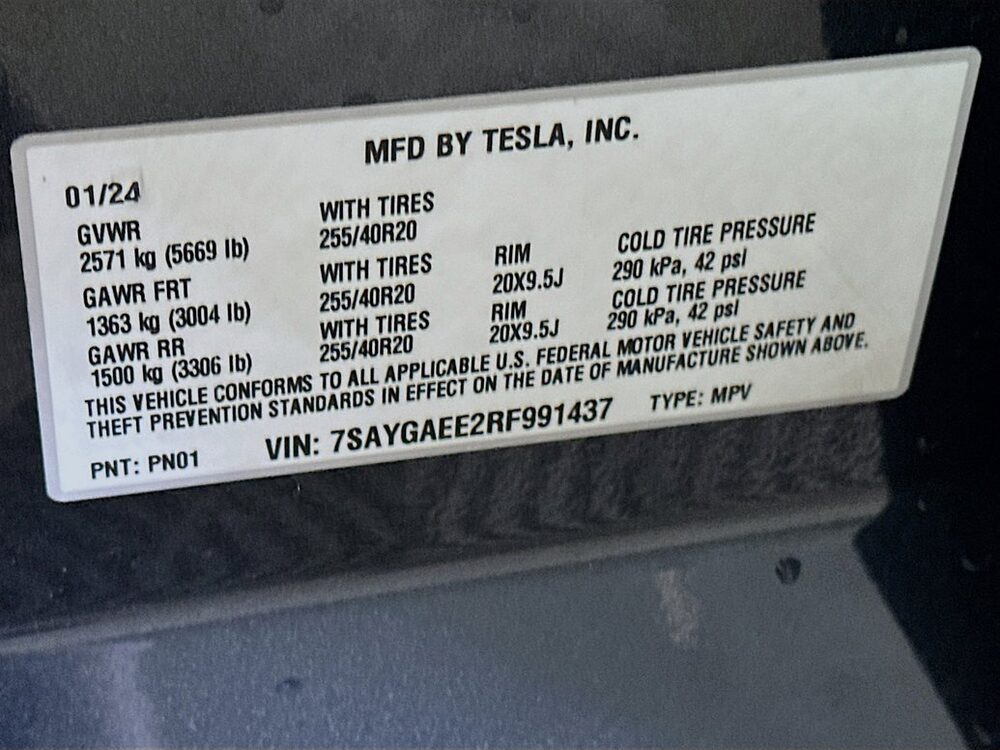 MFD BY TESLA, INC.
01/24
GVWR WITH TIRES
2571 kg (5669 lb) 255/40R20
GAWR FRT WITH TIRES RIM COLD TIRE PRESSURE
1363 kg (3004 lb) 255/40R20 20X9.5J 290 kPa, 42 psi
GAWR RR WITH TIRES RIM COLD TIRE PRESSURE
1500 kg (3306 lb) 255/40R20 20X9.5J 290 kPa, 42 psi
THIS VEHICLE CONFORMS TO ALL APPLICABLE U.S. FEDERAL MOTOR VEHICLE SAFETY AND
THEFT PREVENTION STANDARDS IN EFFECT ON THE DATE OF MANUFACTURE SHOWN ABOVE.
PNT: PN01 VIN: 7SAYGAEE2RF991437 TYPE: MPV